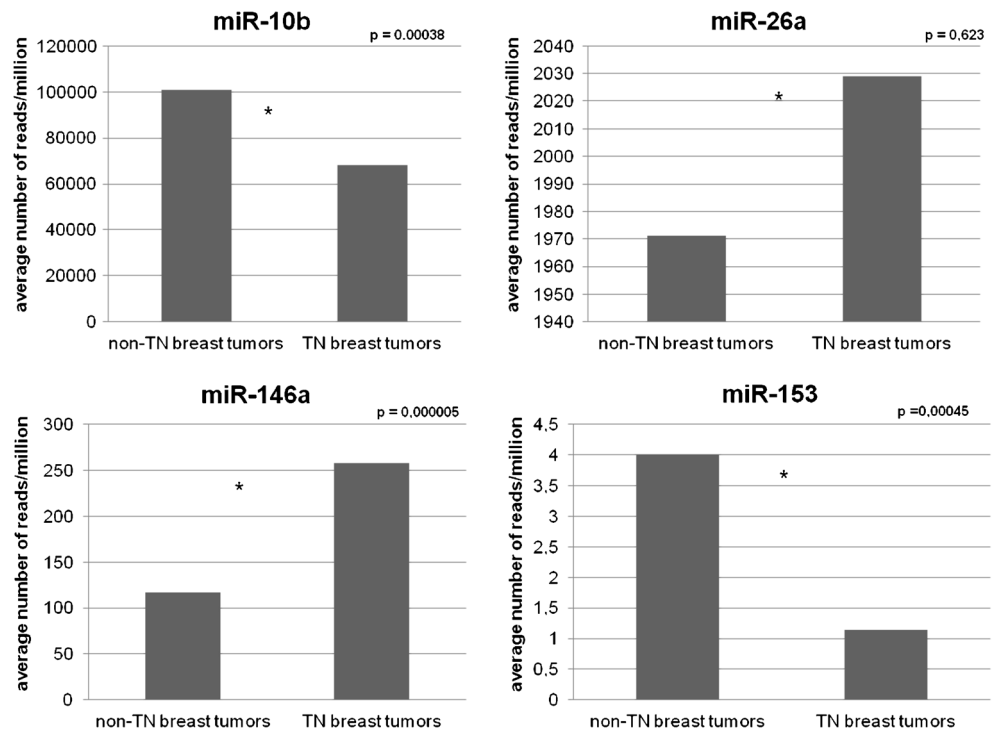 miR-10b
p = 0.00038
average number of reads/million
120000
100000
80000
60000
40000
20000
0
*
non-TN breast tumors
TN breast tumors
miR-26a
p = 0,623
average number of reads/million
2040
2030
2020
2010
2000
1990
1980
1970
1960
1950
1940
*
non-TN breast tumors
TN breast tumors
miR-146a
p = 0,000005
average number of reads/million
300
250
200
150
100
50
0
*
non-TN breast tumors
TN breast tumors
miR-153
p =0,00045
average number of reads/million
4,5
4
3,5
3
2,5
2
1,5
1
0,5
0
*
non-TN breast tumors
TN breast tumors